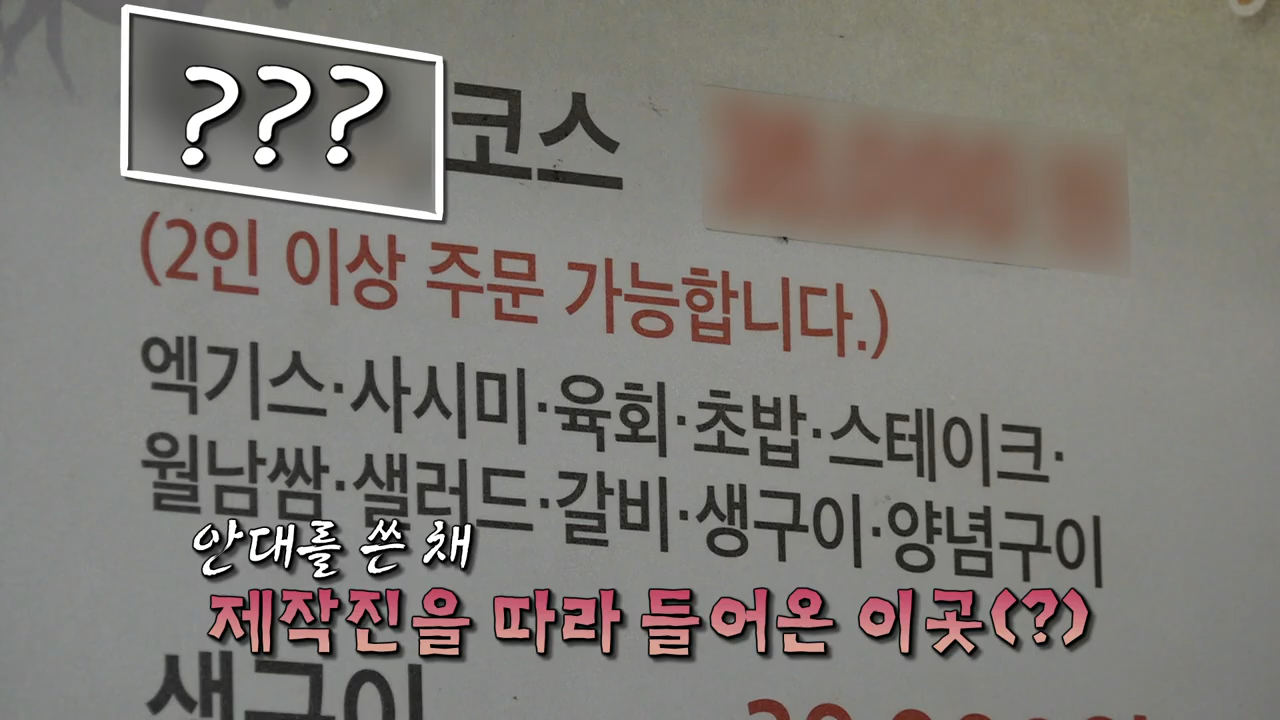 ??? 코스
(2인 이상 주문 가능합니다.)
엑기스·사시미·육회·초밥·스테이크·
월남쌈·샐러드·갈비·생구이·양념구이
안대를 쓴 채
제작진을 따라 들어온 이곳(?)
생구이